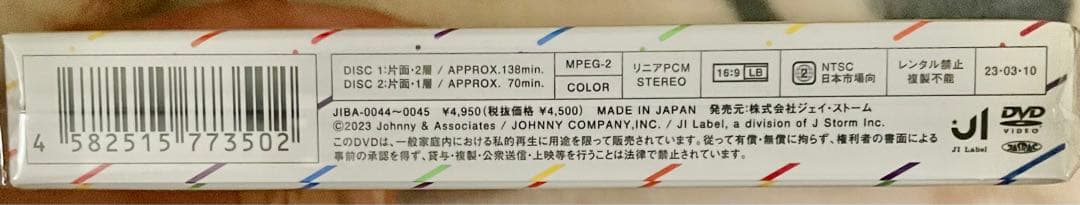 4 582515 773502
DISC 1:片面・2層 / APPROX.138min.
DISC 2:片面・1層 / APPROX. 70min.
MPEG-2
COLOR
リニアPCM
STEREO
16:9 LB
2
NTSC
日本市場向
レンタル禁止
複製不能
23・03・10
JIBA-0044〜0045 ¥4,950(税抜価格 ¥4,500) MADE IN JAPAN 発売元:株式会社ジェイ・ストーム
©2023 Johnny & Associates / JOHNNY COMPANY,INC. / JI Label, a division of J Storm Inc.
このDVDは、一般家庭内における私的再生に用途を限って販売されています。従って有償・無償に拘らず、権利者の書面による
事前の承認を得ず、貸与・複製・公衆送信・上映等を行うことは法律で禁止されています。
JI Label
DVD
VIDEO
JASRAC